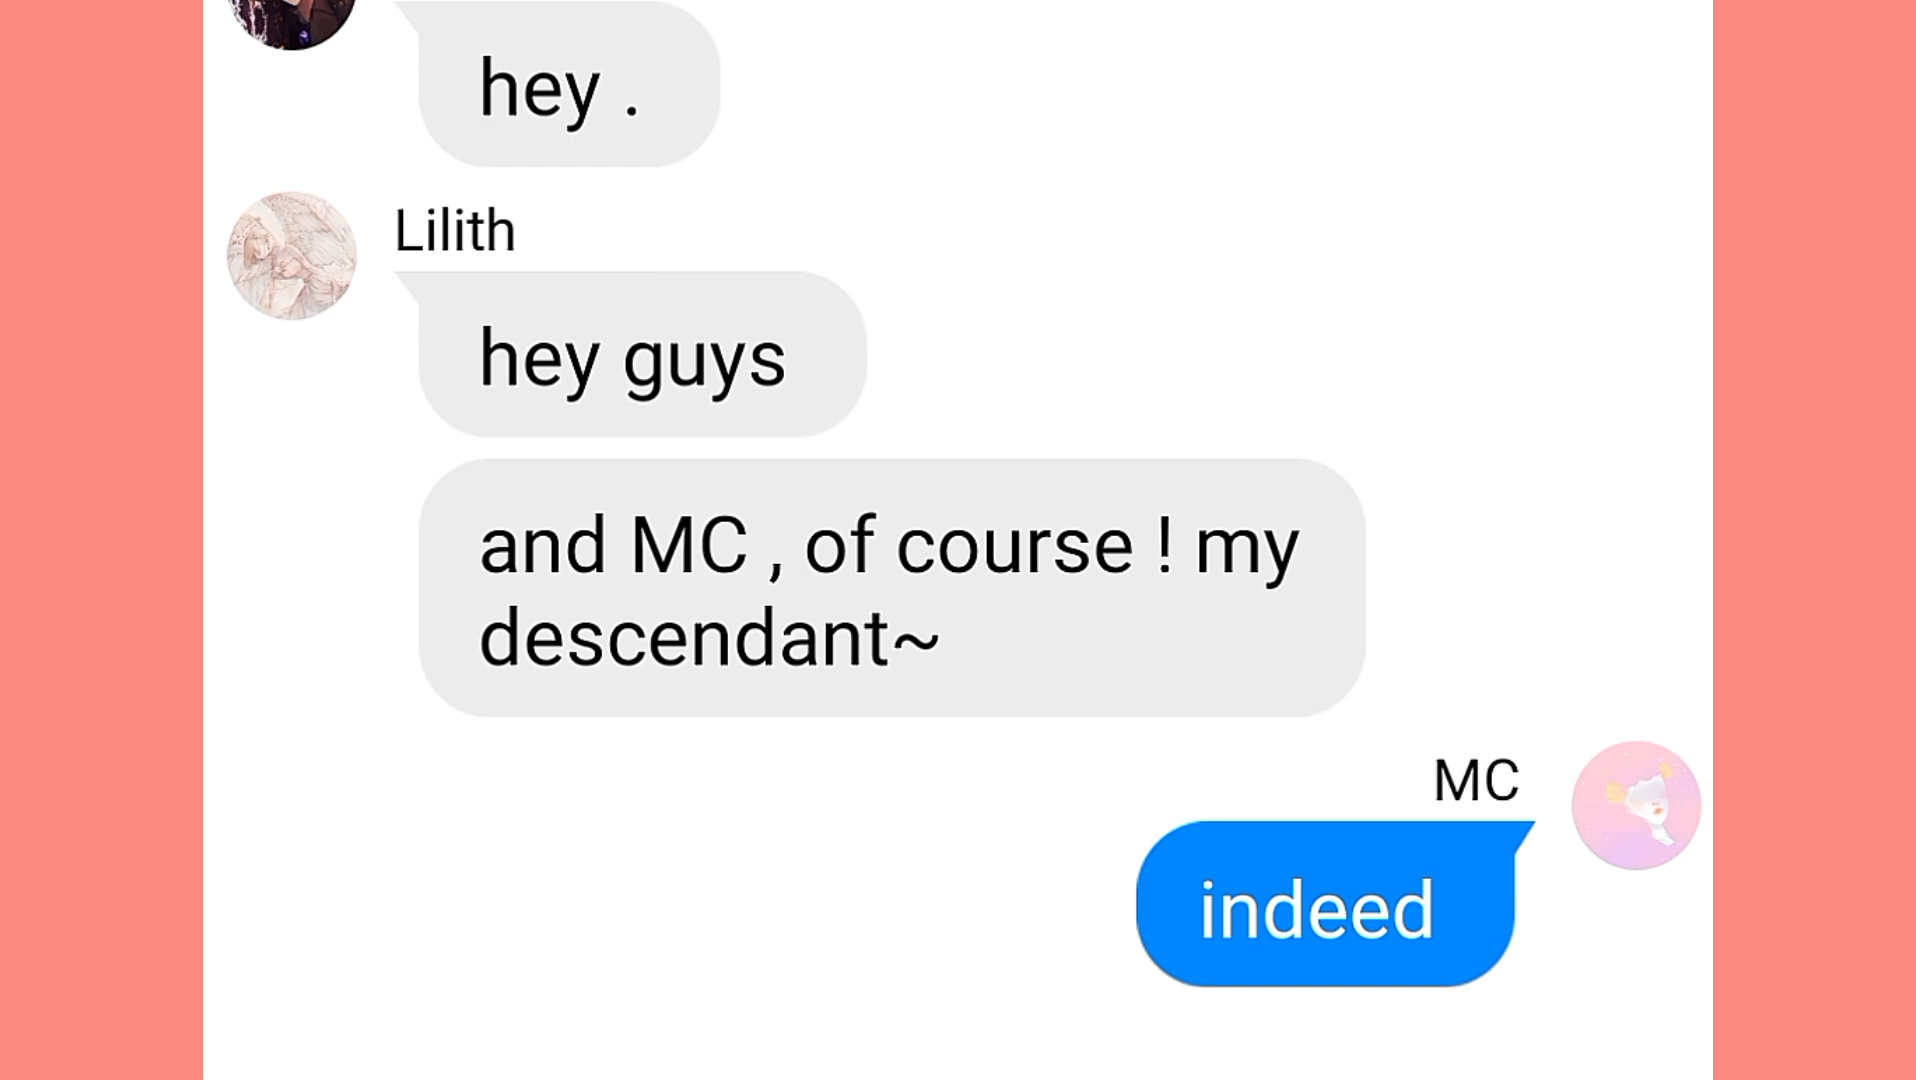 hey .
Lilith
hey guys
and MC , of course ! my
descendant~
MC
indeed